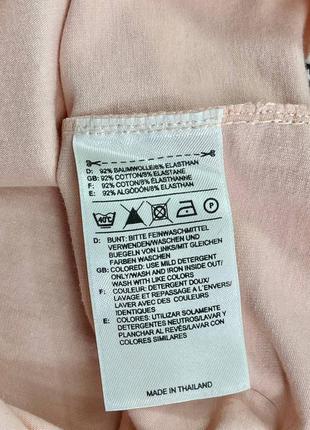 D: 92% BAUMWOLLE/8% ELASTHAN
GB: 92% COTTON/8% ELASTANE
F: 92% COTON/8% ELASTHANNE
E: 92% ALGODÓN/8% ELASTHAN
40°C P
D: BUNT: BITTE FEINWASCHMITTEL
VERWENDEN/WASCHEN UND
BUEGELN VON LINKS/MIT GLEICHEN
FARBEN WASCHEN
GB: COLORED: USE MILD DETERGENT
ONLY/WASH AND IRON INSIDE OUT/
WASH WITH LIKE COLORS
F: COULEUR: DETERGENT DOUX/
LAVAGE ET REPASSAGE A L'ENVERS/
LAVER AVEC DES COULEURS
IDENTIQUES
E: COLORES: UTILIZAR SOLAMENTE
DETERGENTES NEUTROS/LAVAR Y
PLANCHAR AL REVÉS/LAVAR CON
COLORES SIMILARES
MADE IN THAILAND